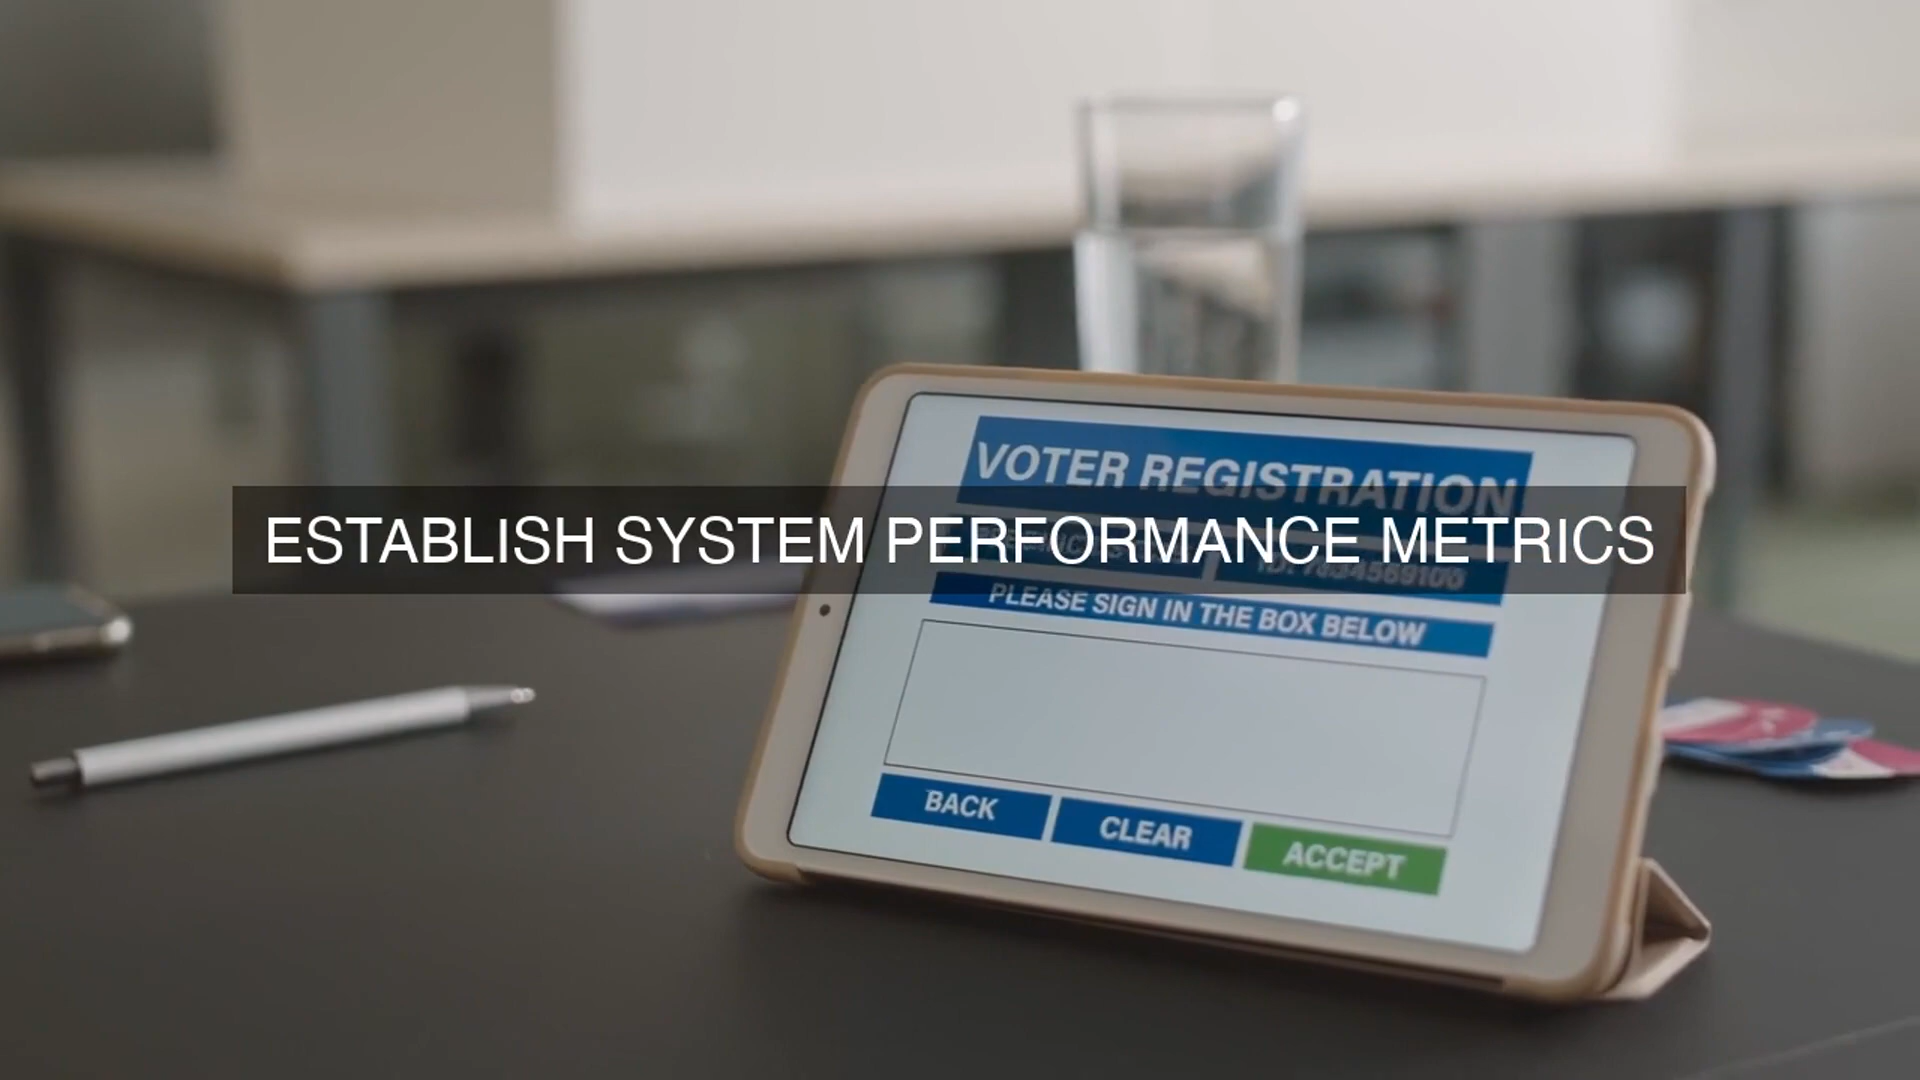 VOTER REGISTRATION
ESTABLISH SYSTEM PERFORMANCE METRICS
PLEASE SIGN IN THE BOX BELOW
BACK
CLEAR
ACCEPT